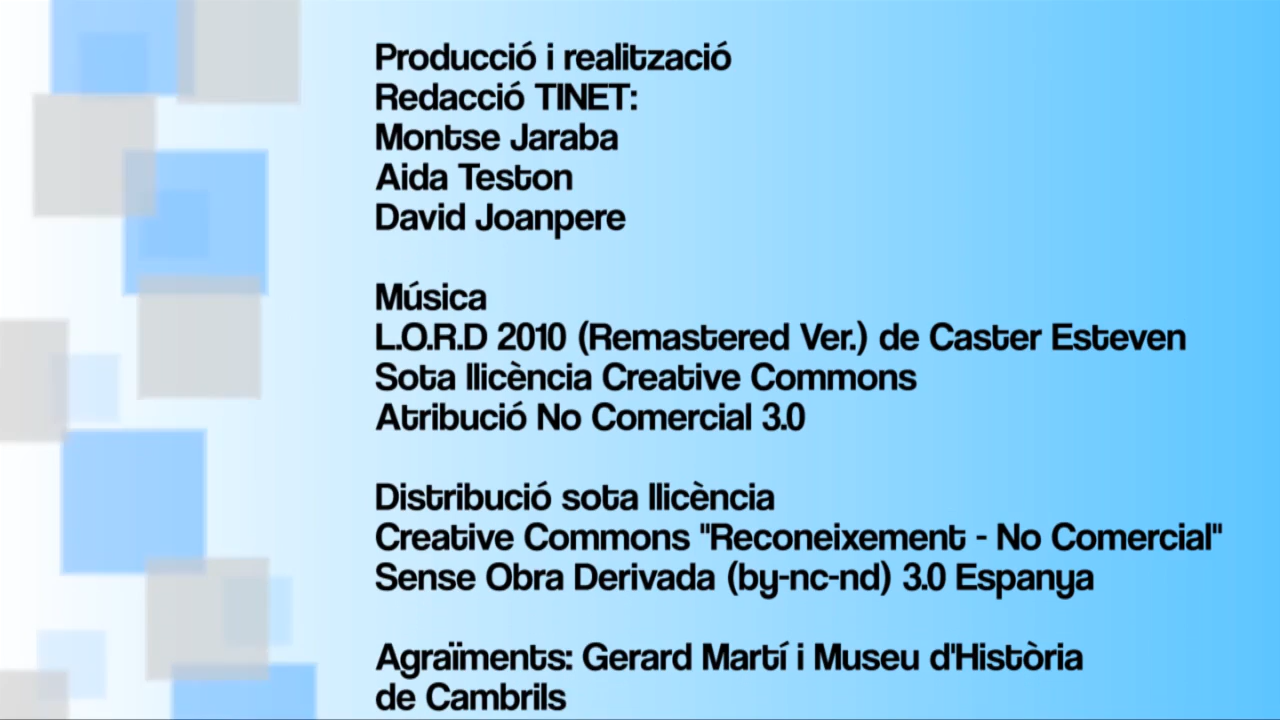 Producció i realització
Redacció TINET:
Montse Jaraba
Aida Teston
David Joanpere
Música
L.O.R.D 2010 (Remastered Ver.) de Caster Esteven
Sota llicència Creative Commons
Atribució No Comercial 3.0
Distribució sota llicència
Creative Commons "Reconeixement - No Comercial"
Sense Obra Derivada (by-nc-nd) 3.0 Espanya
Agraïments: Gerard Martí i Museu d'Història
de Cambrils